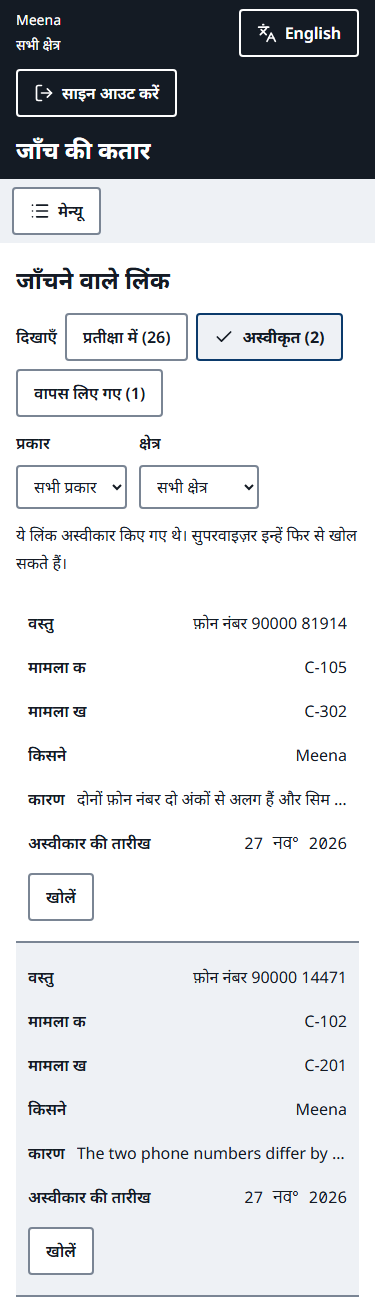 Meena
सभी क्षेत्र
English
साइन आउट करें
जाँच की कतार
मेन्यू
जाँचने वाले लिंक
दिखाएँ
प्रतीक्षा में (26)
अस्वीकृत (2)
वापस लिए गए (1)
प्रकार
क्षेत्र
सभी प्रकार
सभी क्षेत्र
ये लिंक अस्वीकार किए गए थे। सुपरवाइज़र इन्हें फिर से खोल
सकते हैं।
वस्तु फ़ोन नंबर 90000 81914
मामला क C-105
मामला ख C-302
किसने Meena
कारण दोनों फ़ोन नंबर दो अंकों से अलग हैं और सिम ...
अस्वीकार की तारीख 27 नव॰ 2026
खोलें
वस्तु फ़ोन नंबर 90000 14471
मामला क C-102
मामला ख C-201
किसने Meena
कारण The two phone numbers differ by ...
अस्वीकार की तारीख 27 नव॰ 2026
खोलें